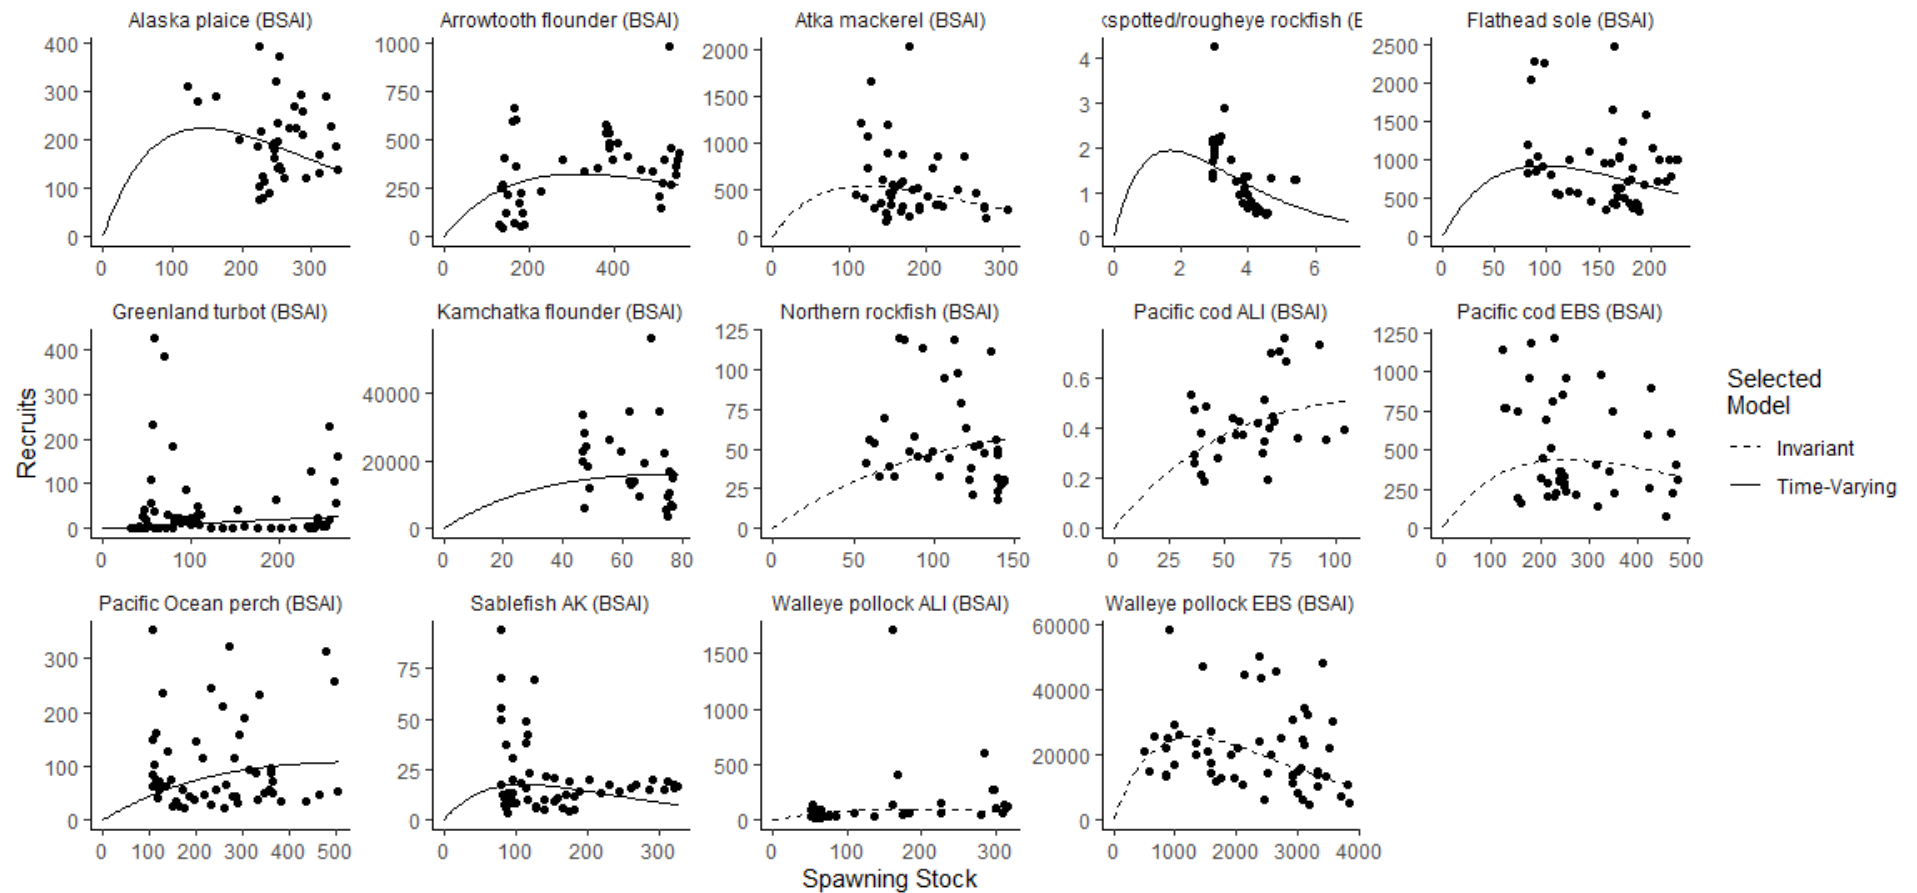 Alaska plaice (BSAI) Arrowtooth flounder (BSAI) Atka mackerel (BSAI) kspotted/rougheye rockfish (E Flathead sole (BSAI)
400 300 200 100 0
0 100 200 300
1000 750 500 250 0
0 200 400
2000 1500 1000 500 0
0 100 200 300
4 3 2 1 0
0 2 4 6
2500 2000 1500 1000 500 0
0 50 100 150 200
Greenland turbot (BSAI) Kamchatka flounder (BSAI) Northern rockfish (BSAI) Pacific cod ALI (BSAI) Pacific cod EBS (BSAI)
400 300 200 100 0
0 100 200
40000 20000 0
0 20 40 60 80
125 100 75 50 25 0
0 50 100 150
0.6 0.4 0.2 0.0
0 25 50 75 100
1250 1000 750 500 250 0
0 100 200 300 400 500
Pacific Ocean perch (BSAI) Sablefish AK (BSAI) Walleye pollock ALI (BSAI) Walleye pollock EBS (BSAI)
300 200 100 0
0 100 200 300 400 500
75 50 25 0
0 100 200 300
1500 1000 500 0
0 100 200 300
60000 40000 20000 0
0 1000 2000 3000 4000
Recruits
Spawning Stock
Selected
Model
Invariant
Time-Varying